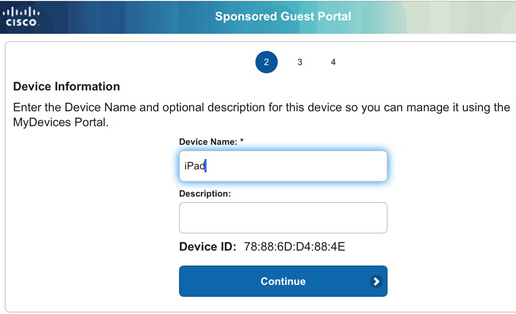 CISCO
Sponsored Guest Portal
2 3 4
Device Information
Enter the Device Name and optional description for this device so you can manage it using the
MyDevices Portal.
Device Name: *
iPad
Description:
Device ID: 78:88:6D:D4:88:4E
Continue